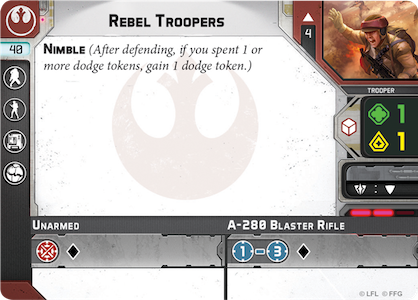 Rebel Troopers
40
4
Nimble (After defending, if you spent 1 or
more dodge tokens, gain 1 dodge token.)
TROOPER
1
1
:
Unarmed
A-280 Blaster Rifle
1-3
© LFL © FFG